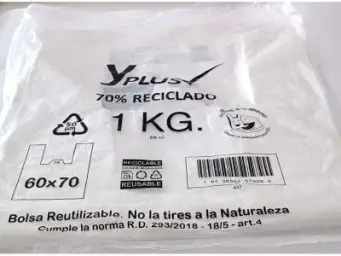 YPLUS
70% RECICLADO
1 KG.
60x70
RECYCLABLE
REUSABLE
Bolsa Reutilizable. No la tires a la Naturaleza
Cumple la norma R.D. 293/2018 - 18/5 - art.4